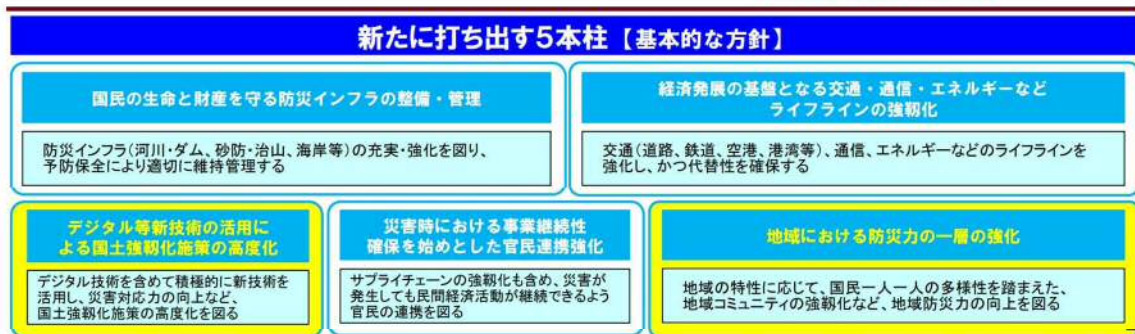 新たに打ち出す5本柱【基本的な方針】
国民の生命と財産を守る防災インフラの整備・管理
防災インフラ(河川・ダム、砂防・治山、海岸等)の充実・強化を図り、
予防保全により適切に維持管理する
経済発展の基盤となる交通・通信・エネルギーなど
ライフラインの強靱化
交通(道路、鉄道、空港、港湾等)、通信、エネルギーなどのライフラインを
強化し、かつ代替性を確保する
デジタル等新技術の活用に
よる国土強靱化施策の高度化
デジタル技術を含めて積極的に新技術を
活用し、災害対応力の向上など、
国土強靱化施策の高度化を図る
災害時における事業継続性
確保を始めとした官民連携強化
サプライチェーンの強靱化も含め、災害が
発生しても民間経済活動が継続できるよう
官民の連携を図る
地域における防災力の一層の強化
地域の特性に応じて、国民一人一人の多様性を踏まえた、
地域コミュニティの強靱化など、地域防災力の向上を図る